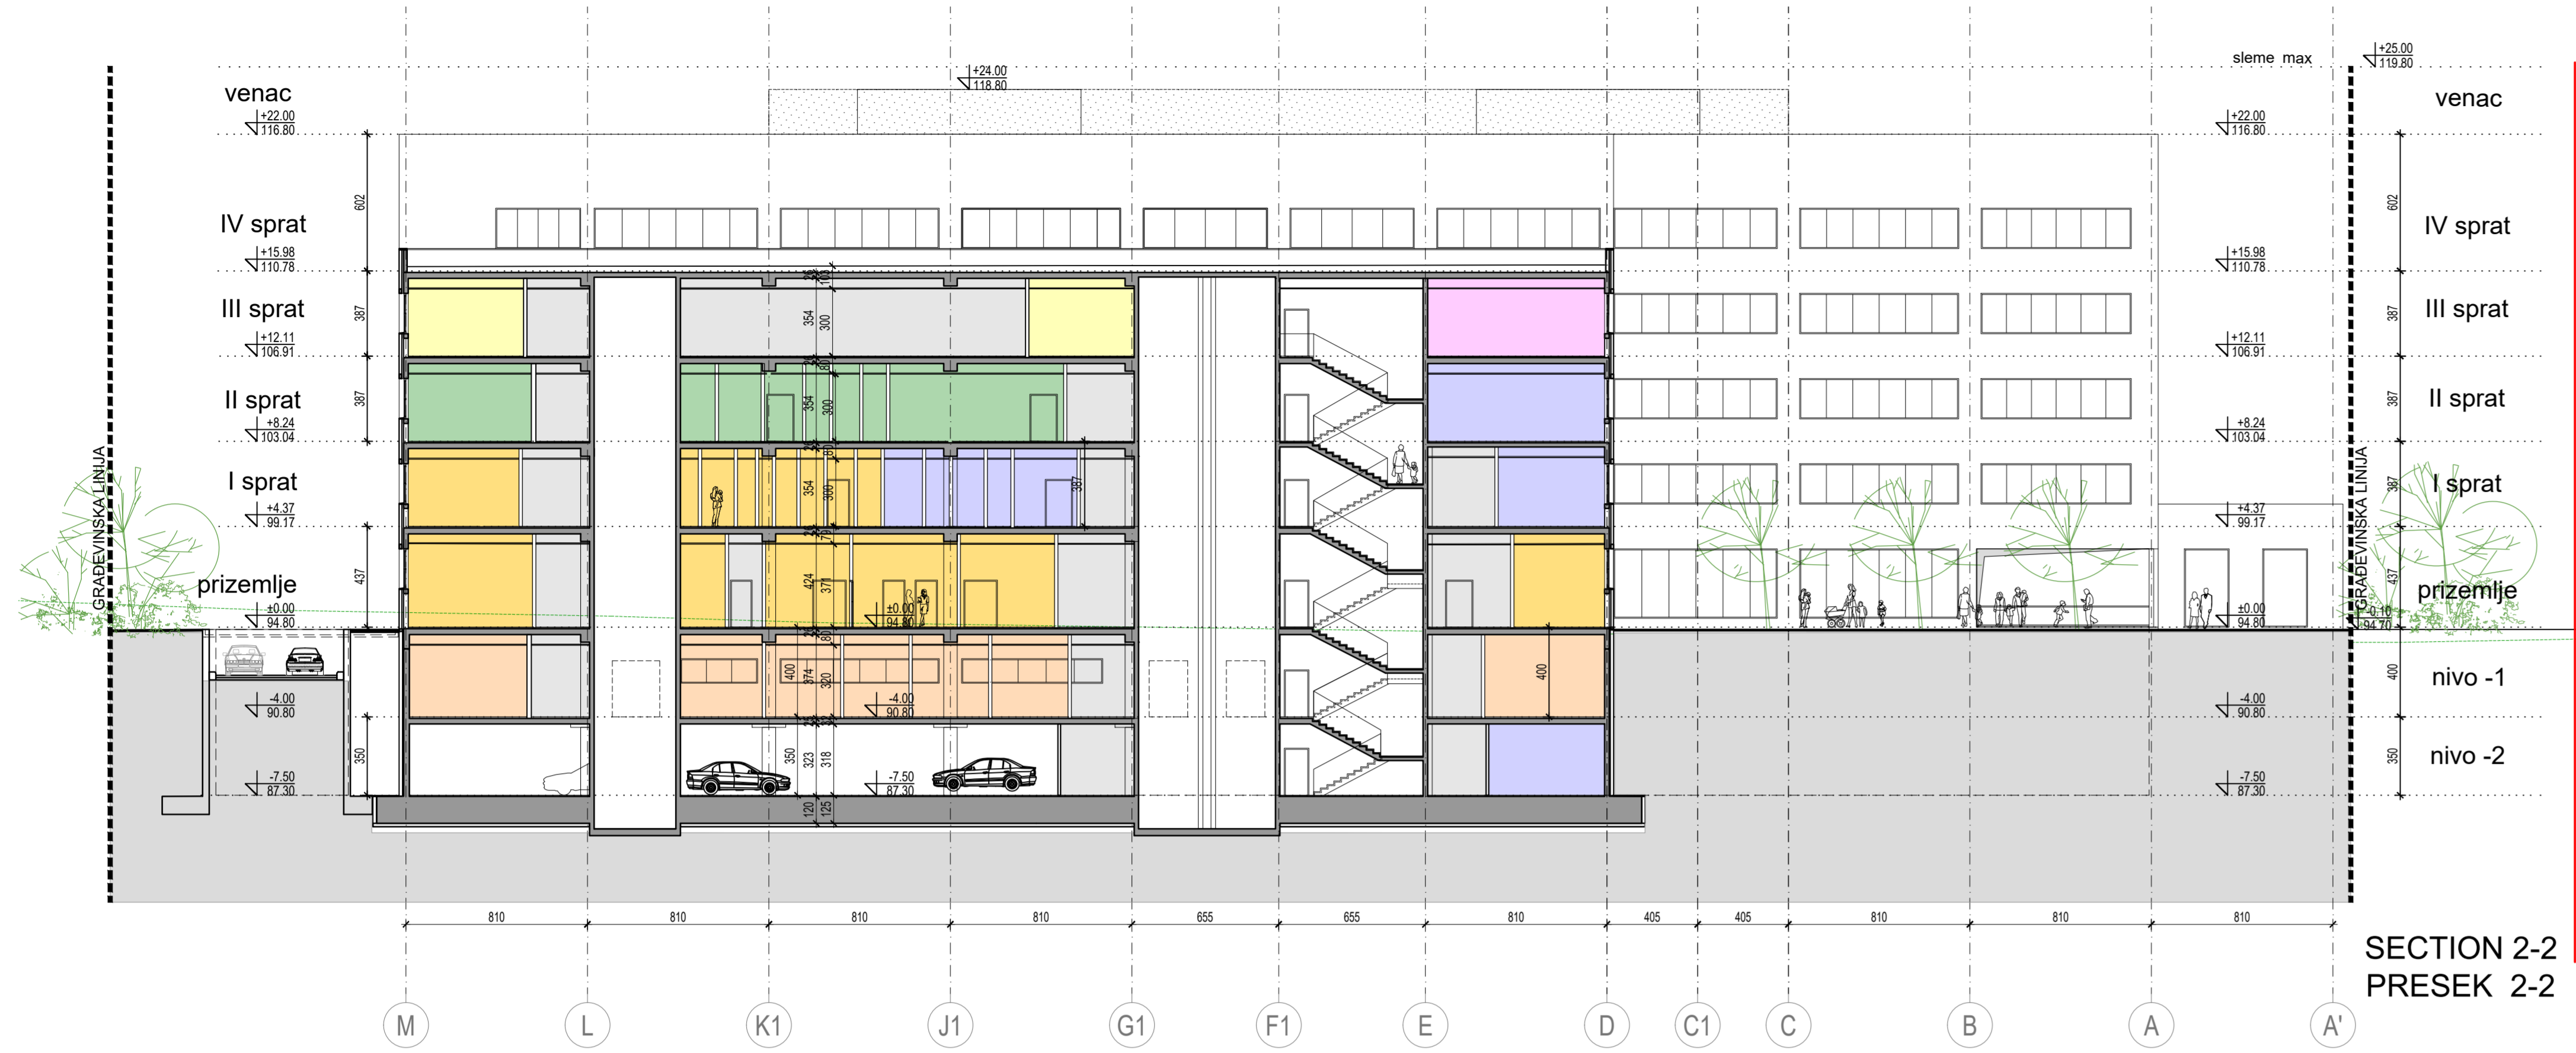 sleme max
+25.00
119.80
+24.00
118.80
venac
+22.00
116.80
+22.00
116.80
venac
602
602
IV sprat
+15.98
110.78
+15.98
110.78
IV sprat
103
III sprat
387
354
300
387
III sprat
+12.11
106.91
+12.11
106.91
80
II sprat
387
354
300
387
II sprat
+8.24
103.04
+8.24
103.04
80
GRAĐEVINSKA LINIJA
GRAĐEVINSKA LINIJA
I sprat
354
300
387
387
I sprat
+4.37
99.17
+4.37
99.17
79
prizemlje
437
424
371
437
prizemlje
±0.00
94.80
±0.00
94.80
±0.00
94.80
-0.10
94.70
400
374
320
400
400
nivo -1
-4.00
90.80
-4.00
90.80
-4.00
90.80
350
350
323
318
350
nivo -2
-7.50
87.30
-7.50
87.30
-7.50
87.30
120
125
810
810
810
810
655
655
810
405
405
810
810
810
SECTION 2-2
PRESEK 2-2
M
L
K1
J1
G1
F1
E
D
C1
C
B
A
A'